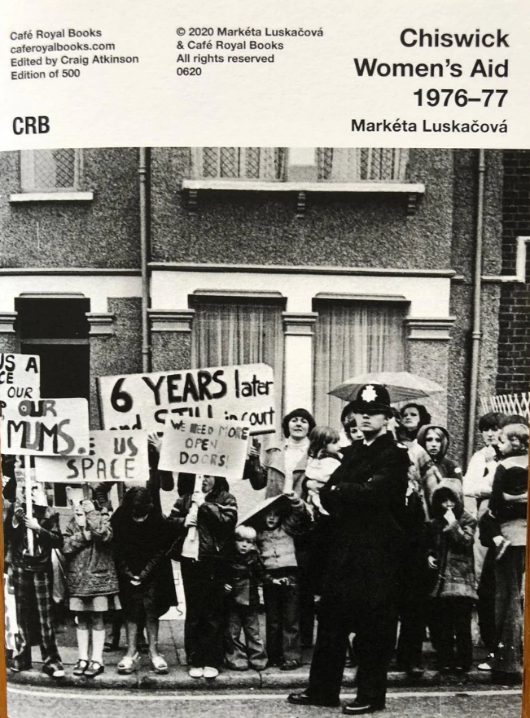 Café Royal Books
caferoyalbooks.com
Edited by Craig Atkinson
Edition of 500
© 2020 Markéta Luskačová
& Café Royal Books
All rights reserved
0620
Chiswick
Women's Aid
1976–77
Markéta Luskačová
CRB
US A
CE
OUR
OUR
MUMS.
E US
SPACE
6 YEARS later
and STILL in court
WE NEED MORE
OPEN
DOORS!